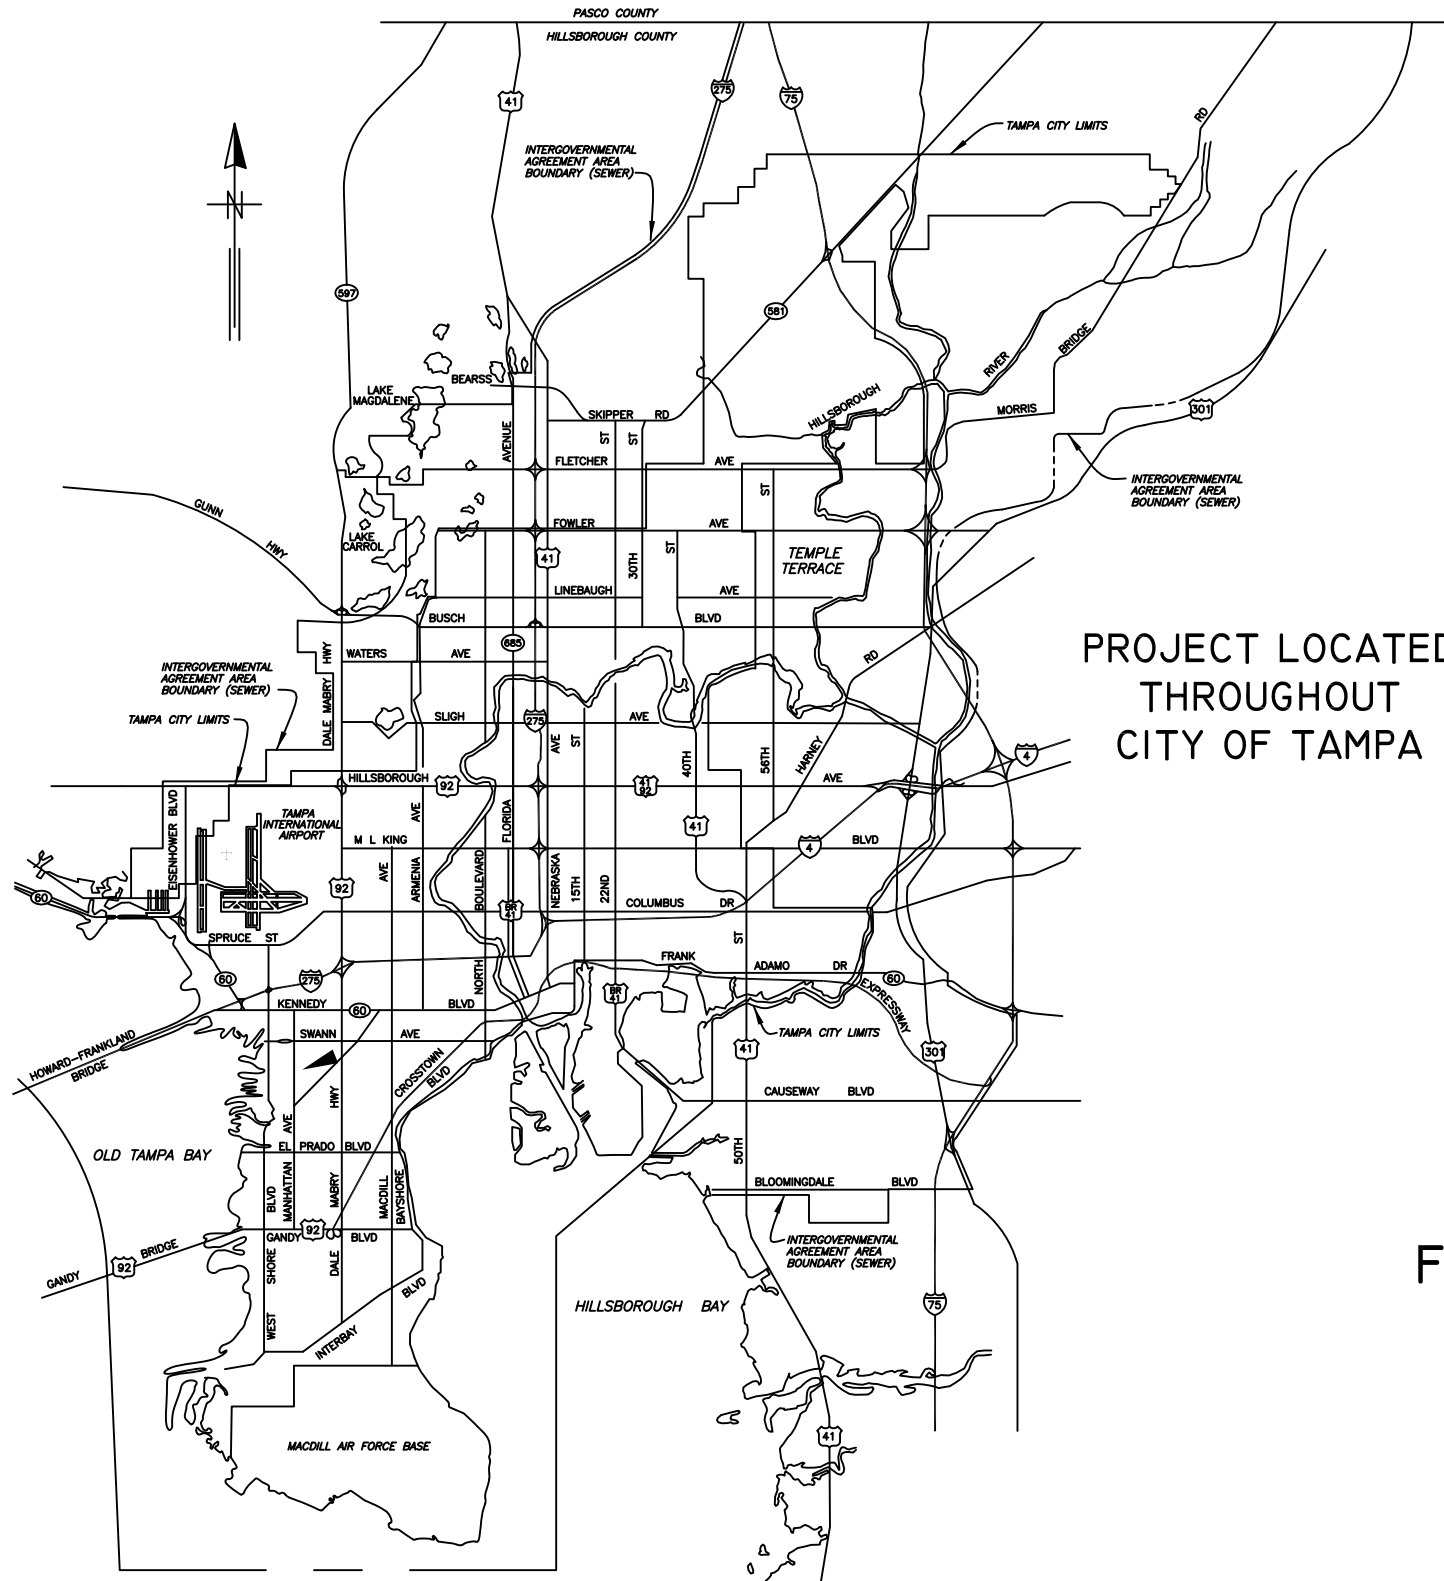 PASCO COUNTY
HILLSBOROUGH COUNTY
41
275
75
RD
TAMPA CITY LIMITS
INTERGOVERNMENTAL
AGREEMENT AREA
BOUNDARY (SEWER)
N
597
581
BRIDGE
RIVER
BEARSS
LAKE
MAGDALENE
HILLSBOROUGH
SKIPPER RD
MORRIS
301
AVENUE
ST
ST
FLETCHER AVE
INTERGOVERNMENTAL
AGREEMENT AREA
BOUNDARY (SEWER)
ST
GUNN
HWY
LAKE
CARROL
FOWLER AVE
41
30TH
ST
TEMPLE
TERRACE
LINEBAUGH AVE
BUSCH BLVD
685
WATERS AVE
HWY
RD
PROJECT LOCATED
THROUGHOUT
CITY OF TAMPA
INTERGOVERNMENTAL
AGREEMENT AREA
BOUNDARY (SEWER)
TAMPA CITY LIMITS
DALE MABRY
SLIGH AVE
275
AVE
ST
40TH
56TH
HARNEY
4
HILLSBOROUGH AVE
92
41
92
EISENHOWER BLVD
TAMPA
INTERNATIONAL
AIRPORT
AVE
FLORIDA
41
M L KING BLVD
4
AVE
ARMENIA
BOULEVARD
NEBRASKA
15TH
22ND
92
60
BR
41
COLUMBUS DR
SPRUCE ST
ST
FRANK
ADAMO DR
60
60
275
NORTH
BR
41
EXPRESSWAY
KENNEDY BLVD
60
SWANN AVE
TAMPA CITY LIMITS
HOWARD-FRANKLAND
BRIDGE
CROSSTOWN
BLVD
41
301
HWY
CAUSEWAY BLVD
AVE
EL PRADO BLVD
OLD TAMPA BAY
50TH
BLVD
MANHATTAN
MABRY
MACDILL
BAYSHORE
BLOOMINGDALE BLVD
92
GANDY BLVD
INTERGOVERNMENTAL
AGREEMENT AREA
BOUNDARY (SEWER)
GANDY
92
BRIDGE
SHORE
DALE
BLVD
F
WEST
INTERBAY
HILLSBOROUGH BAY
75
MACDILL AIR FORCE BASE
41